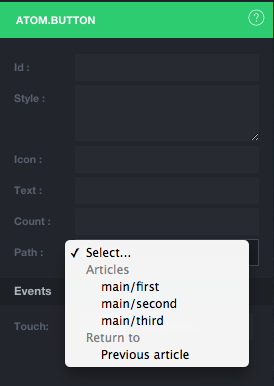 ATOM.BUTTON ?
Id :
Style :
Icon :
Text :
Count :
Path : ✓ Select...
Articles
main/first
main/second
main/third
Return to
Previous article
Events
Touch: